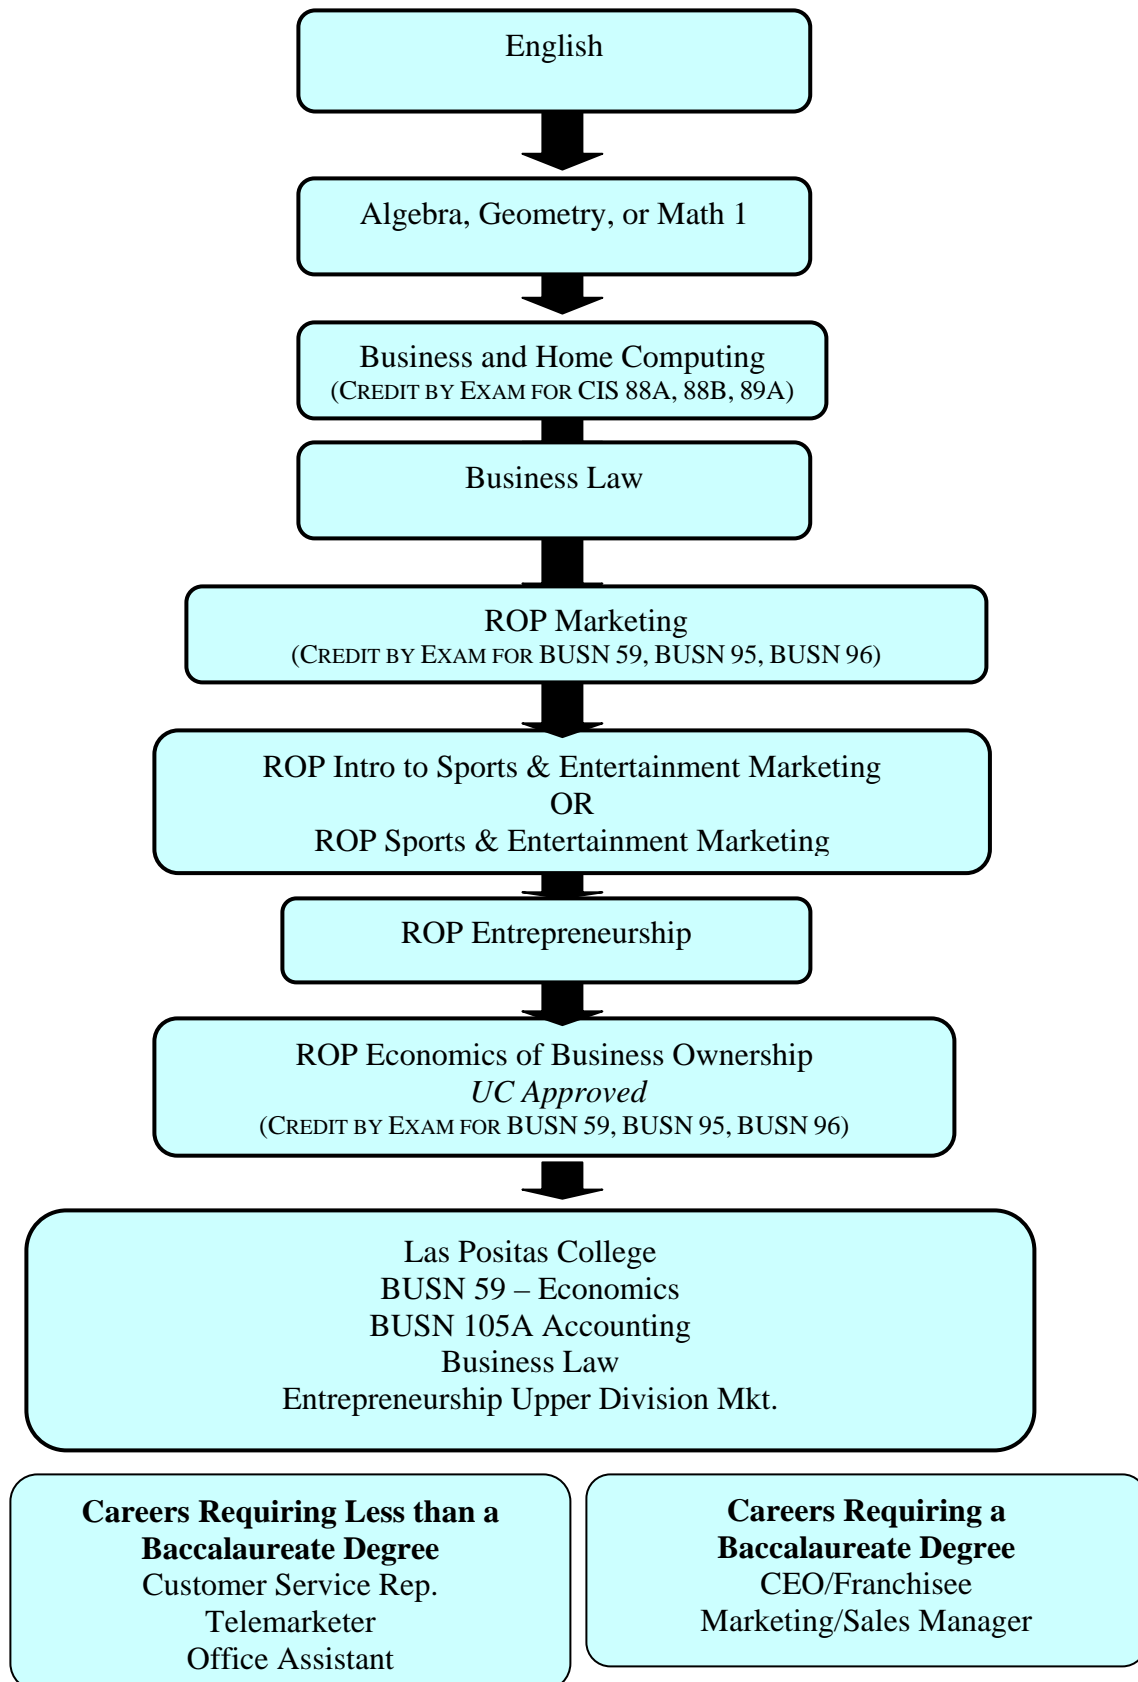 English
Algebra, Geometry, or Math 1
Business and Home Computing
(CREDIT BY EXAM FOR CIS 88A, 88B, 89A)
Business Law
ROP Marketing
(CREDIT BY EXAM FOR BUSN 59, BUSN 95, BUSN 96)
ROP Intro to Sports & Entertainment Marketing
OR
ROP Sports & Entertainment Marketing
ROP Entrepreneurship
ROP Economics of Business Ownership
UC Approved
(CREDIT BY EXAM FOR BUSN 59, BUSN 95, BUSN 96)
Las Positas College
BUSN 59 – Economics
BUSN 105A Accounting
Business Law
Entrepreneurship Upper Division Mkt.
Careers Requiring Less than a
Baccalaureate Degree
Customer Service Rep.
Telemarketer
Office Assistant
Careers Requiring a
Baccalaureate Degree
CEO/Franchisee
Marketing/Sales Manager